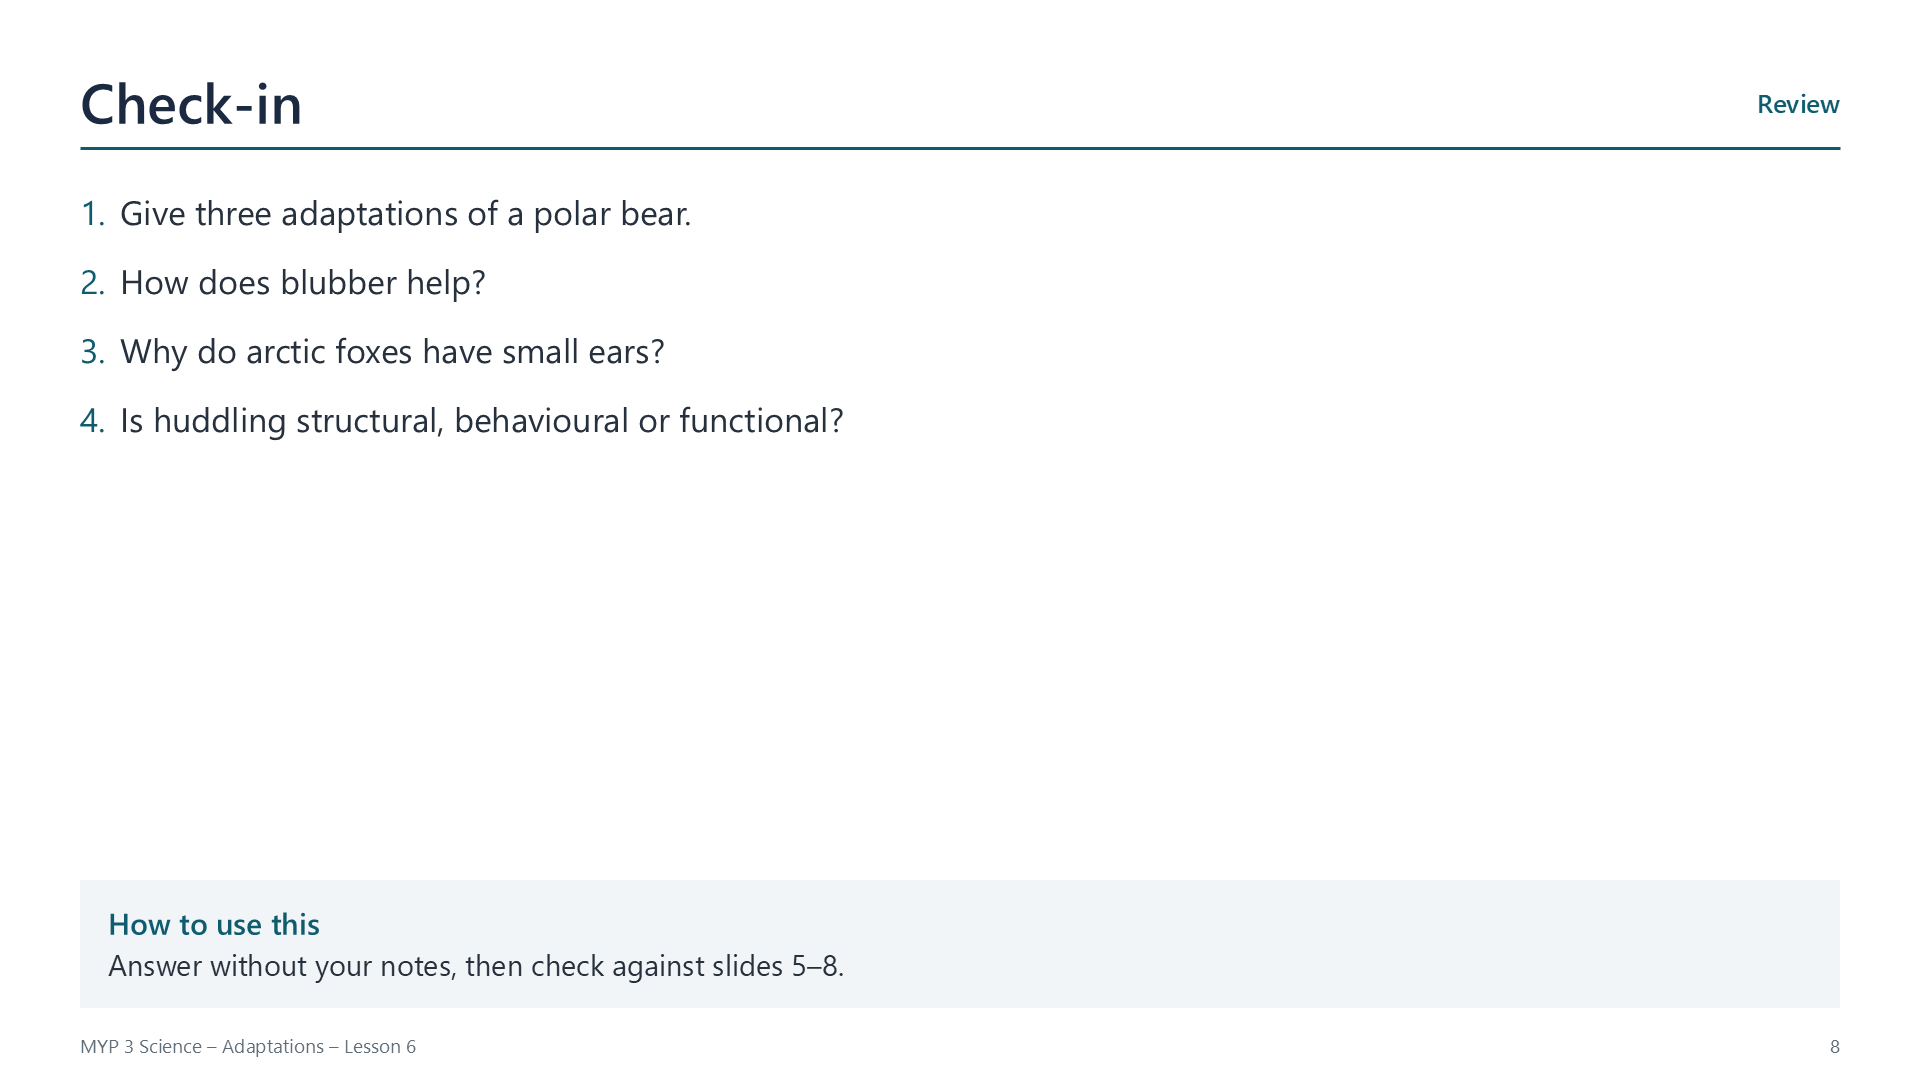 Check-in
Review
1. Give three adaptations of a polar bear.
2. How does blubber help?
3. Why do arctic foxes have small ears?
4. Is huddling structural, behavioural or functional?
How to use this
Answer without your notes, then check against slides 5–8.
MYP 3 Science – Adaptations – Lesson 6
8